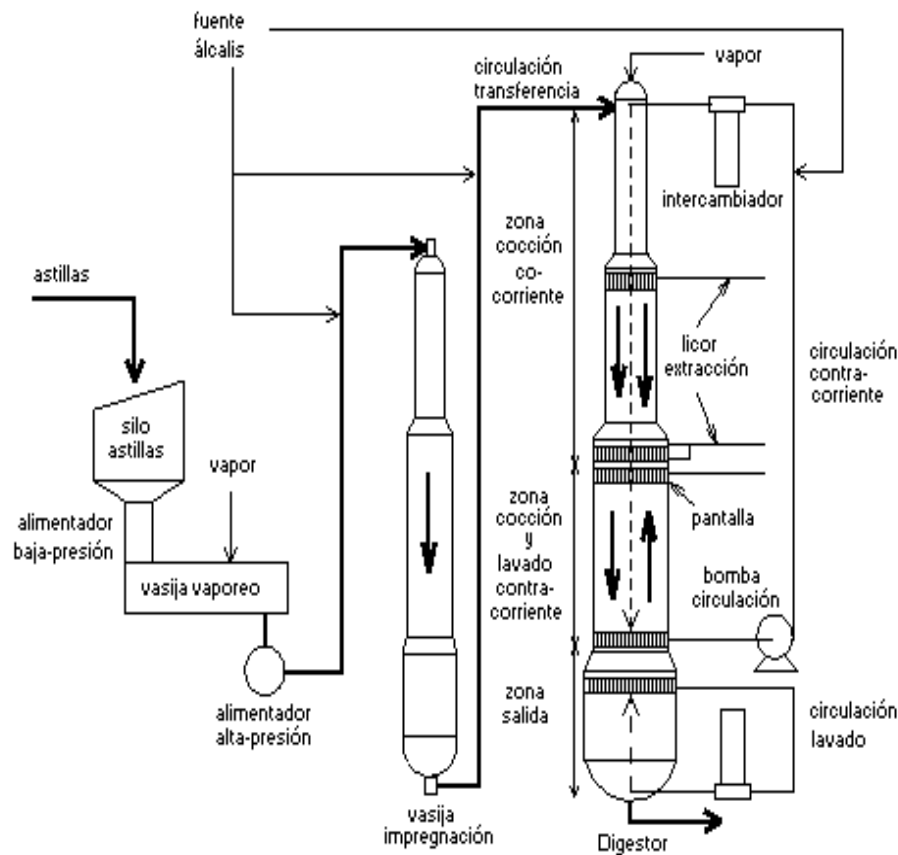 fuente
álcalis
circulación
transferencia
vapor
intercambiador
zona
cocción
co-
corriente
astillas
licor
extracción
circulación
contra-
corriente
silo
astillas
vapor
alimentador
baja-presión
vasija vaporeo
zona
cocción
y
lavado
contra-
corriente
pantalla
bomba
circulación
alimentador
alta-presión
zona
salida
circulación
lavado
vasija
impregnación
Digestor